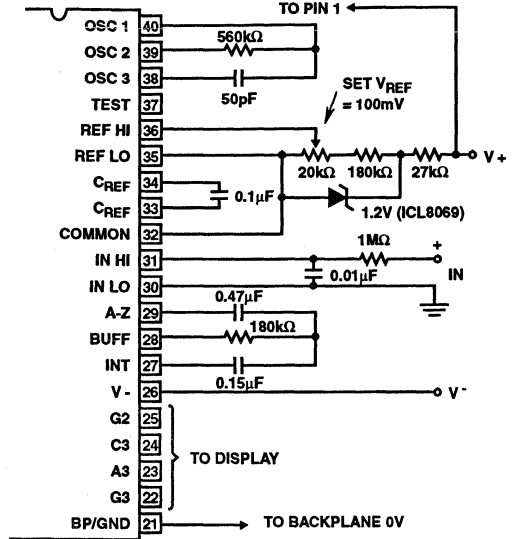 TO PIN 1
OSC 1 40
560kΩ
OSC 2 39
OSC 3 38
50pF
TEST 37
SET VREF
= 100mV
REF HI 36
REF LO 35
V +
20kΩ 180kΩ 27kΩ
CREF 34
0.1µF
CREF 33
1.2V (ICL8069)
COMMON 32
1MΩ
+
IN HI 31
0.01µF
IN
IN LO 30
-
0.47µF
A-Z 29
180kΩ
BUFF 28
INT 27
0.15µF
V - 26
V-
G2 25
C3 24
TO DISPLAY
A3 23
G3 22
BP/GND 21
TO BACKPLANE 0V